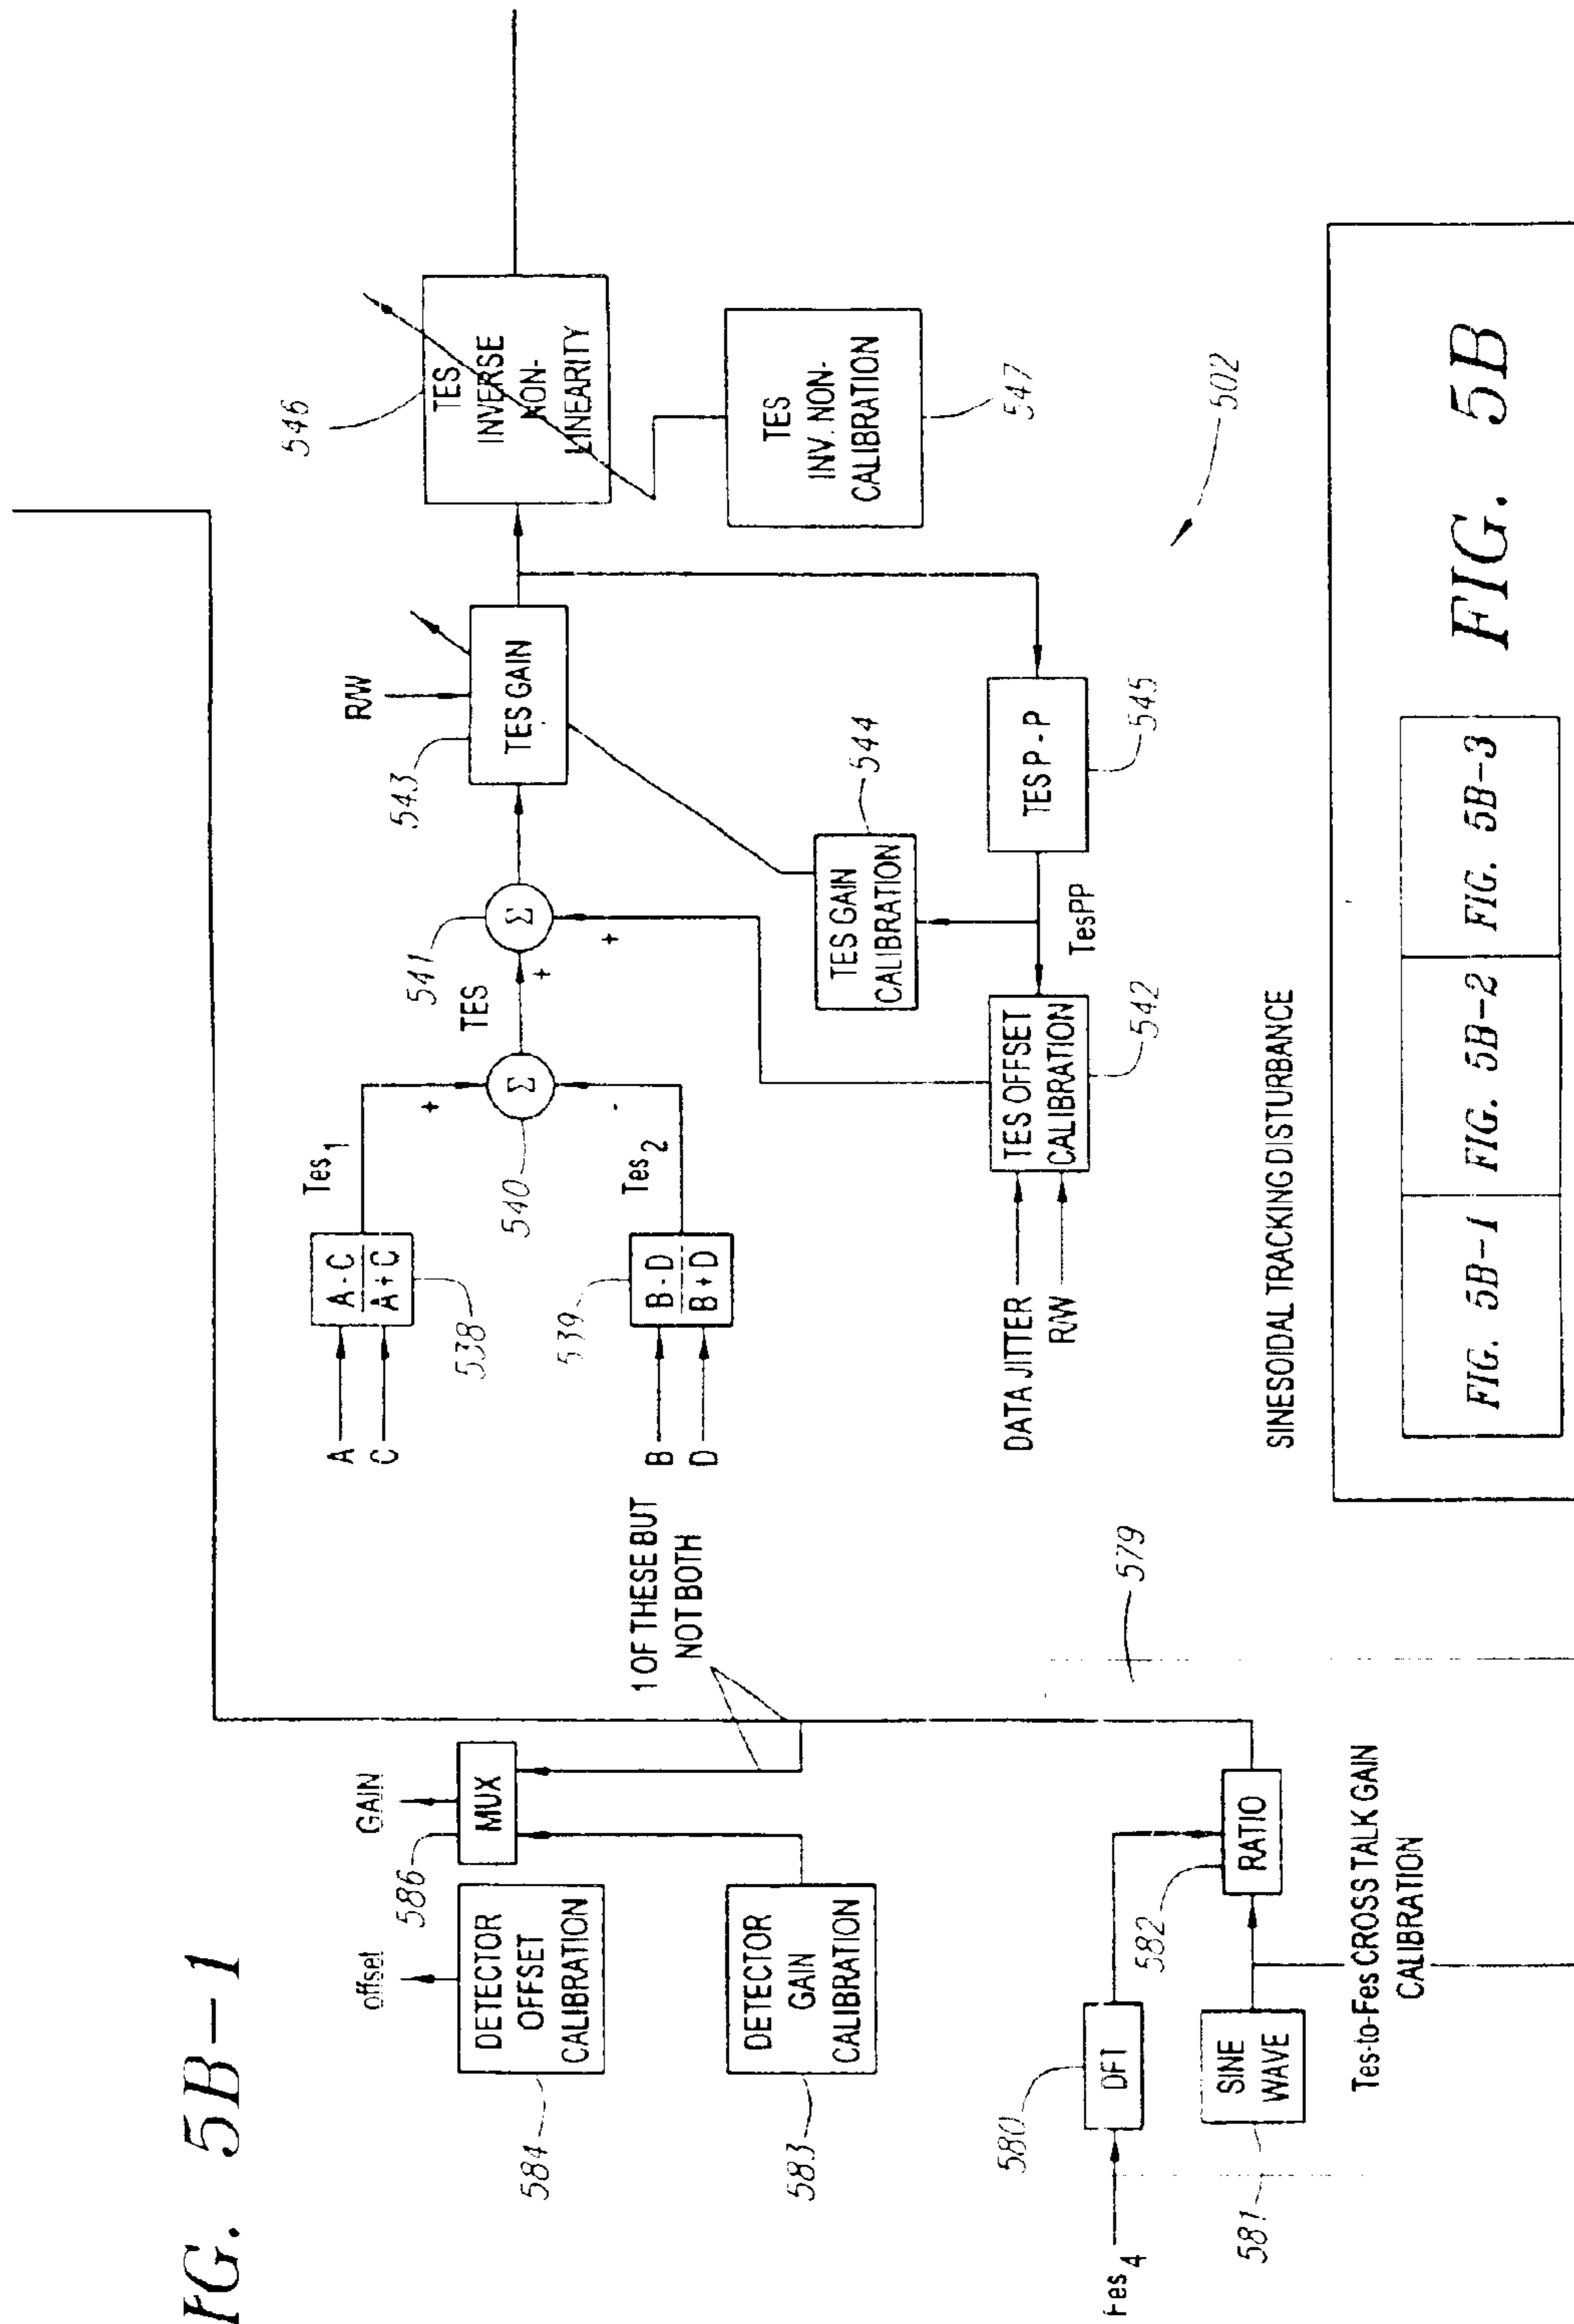 FIG. 5B-1
offset
GAIN
586
MUX
DETECTOR
OFFSET
CALIBRATION
584
DETECTOR
GAIN
CALIBRATION
583
1 OF THESE BUT
NOT BOTH
Fes4
580
DFT
582
RATIO
SINE
WAVE
581
Tes-to-Fes CROSS TALK GAIN
CALIBRATION
579
A
C
A - C
A + C
538
Tes1
B
D
B - D
B + D
539
Tes2
+
-
Σ
540
TES
+
+
Σ
541
R/W
543
TES GAIN
546
TES
INVERSE
NON-
LINEARITY
TES
INV. NON-
CALIBRATION
547
544
TES GAIN
CALIBRATION
TES P - P
545
TesPP
DATA JITTER
R/W
TES OFFSET
CALIBRATION
542
502
SINESOIDAL TRACKING DISTURBANCE
FIG. 5B-1
FIG. 5B-2
FIG. 5B-3
FIG. 5B